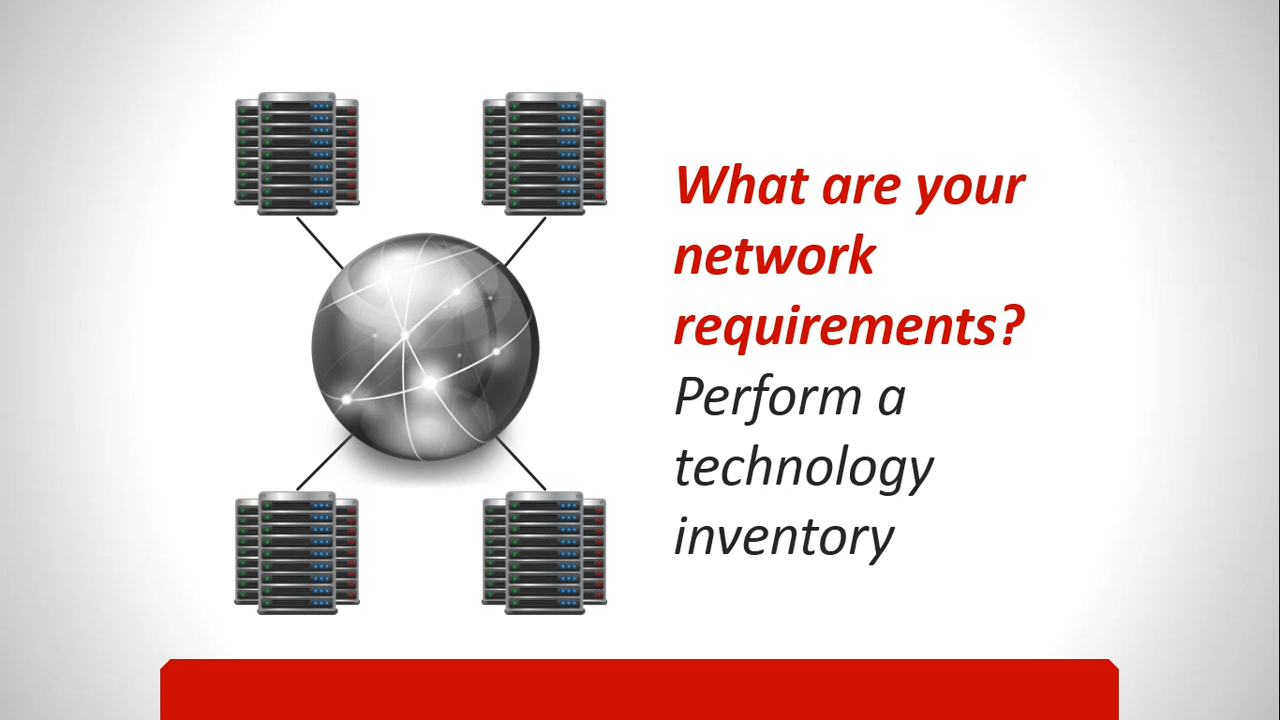 What are your
network
requirements?
Perform a
technology
inventory